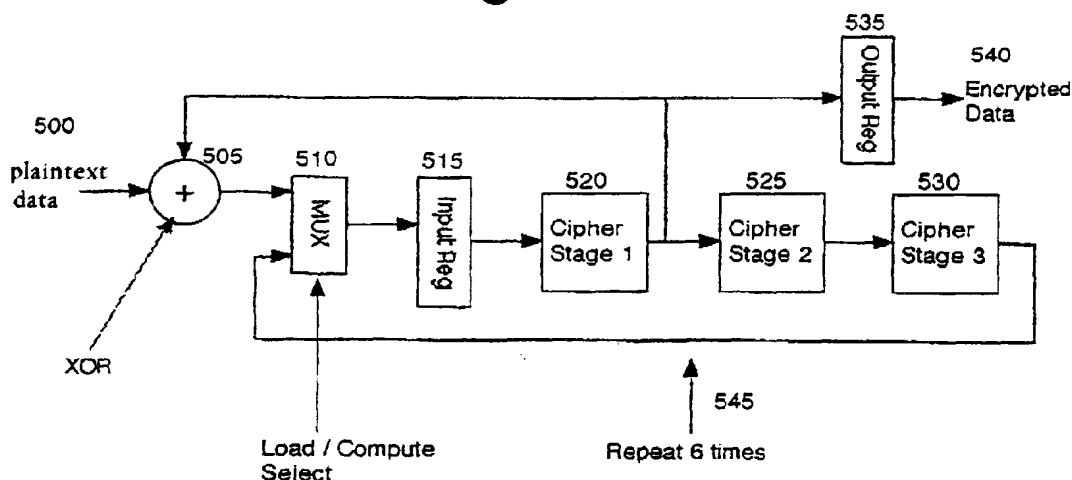 535
Output Reg
540
Encrypted
Data
500
plaintext
data
505
+
510
MUX
515
Input Reg
520
Cipher
Stage 1
525
Cipher
Stage 2
530
Cipher
Stage 3
XOR
545
Load / Compute
Select
Repeat 6 times